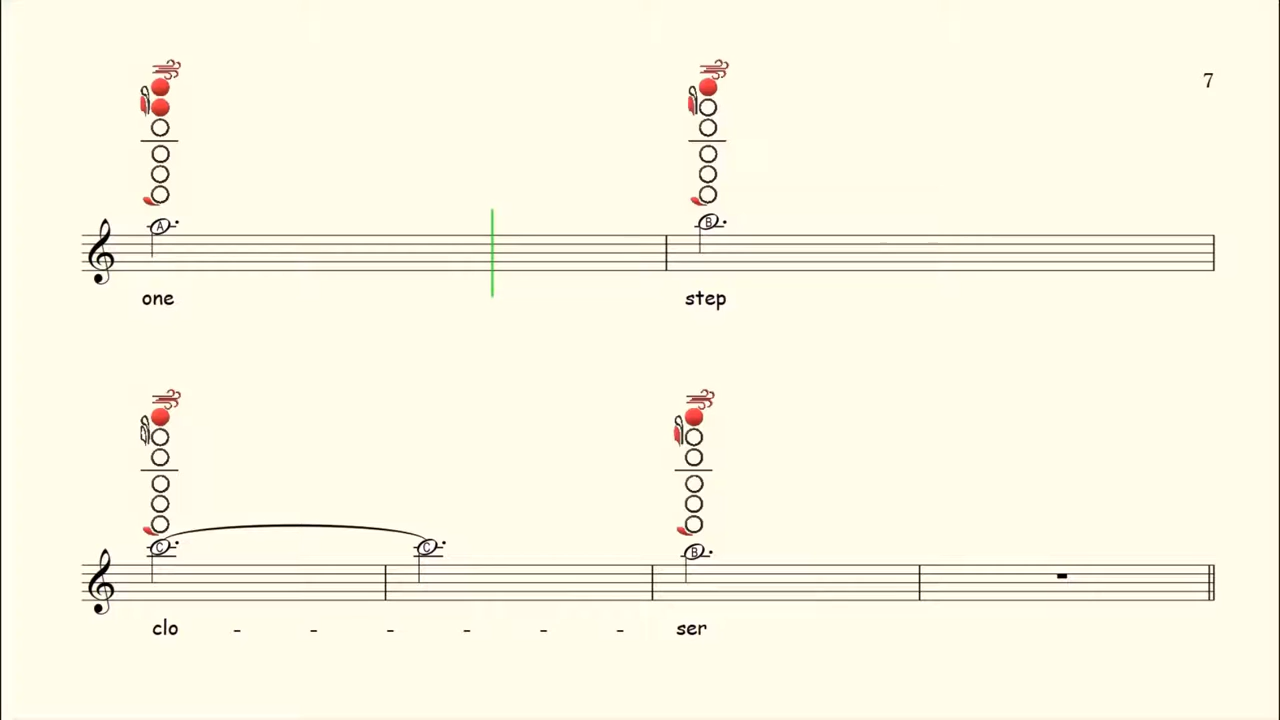 7
A B
one step
C C B
clo - - - - - - ser